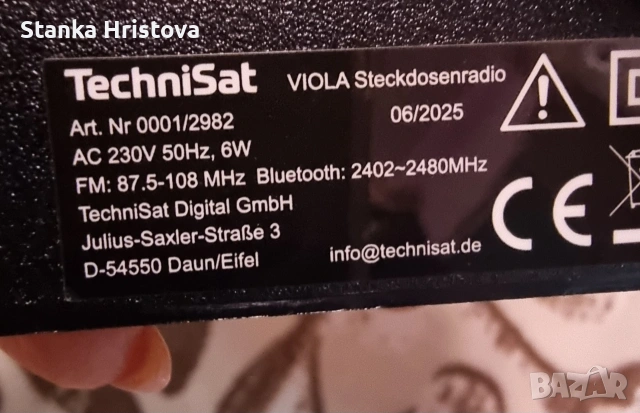 Stanka Hristova
TechniSat VIOLA Steckdosenradio
Art. Nr 0001/2982 06/2025
AC 230V 50Hz, 6W
FM: 87.5-108 MHz Bluetooth: 2402~2480MHz
TechniSat Digital GmbH
Julius-Saxler-Straße 3
D-54550 Daun/Eifel info@technisat.de
CE
BAZAR